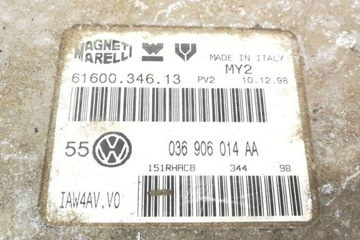 MAGNETI MARELLI
MADE IN ITALY
MY2
61600.346.13 PV2 10.12.98
55 036 906 014 AA
151RHACB 344 98
IAW4AV.V0